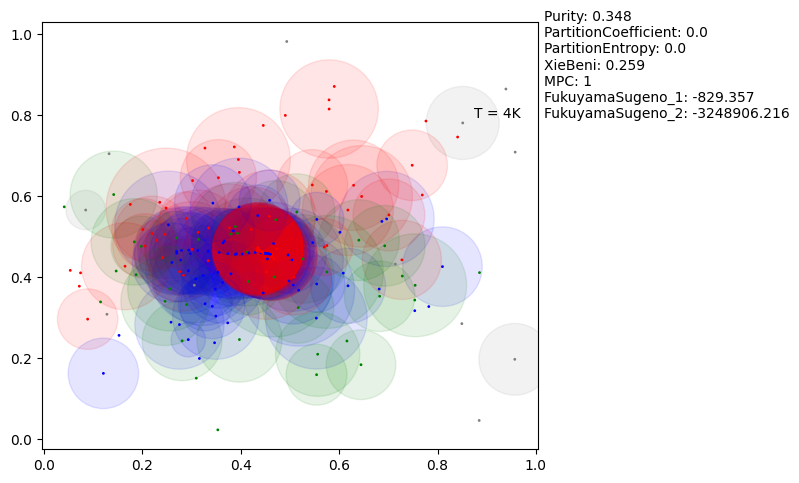 Purity: 0.348
PartitionCoefficient: 0.0
PartitionEntropy: 0.0
XieBeni: 0.259
MPC: 1
FukuyamaSugeno_1: -829.357
FukuyamaSugeno_2: -3248906.216
T = 4K
1.0
0.8
0.6
0.4
0.2
0.0
0.0 0.2 0.4 0.6 0.8 1.0